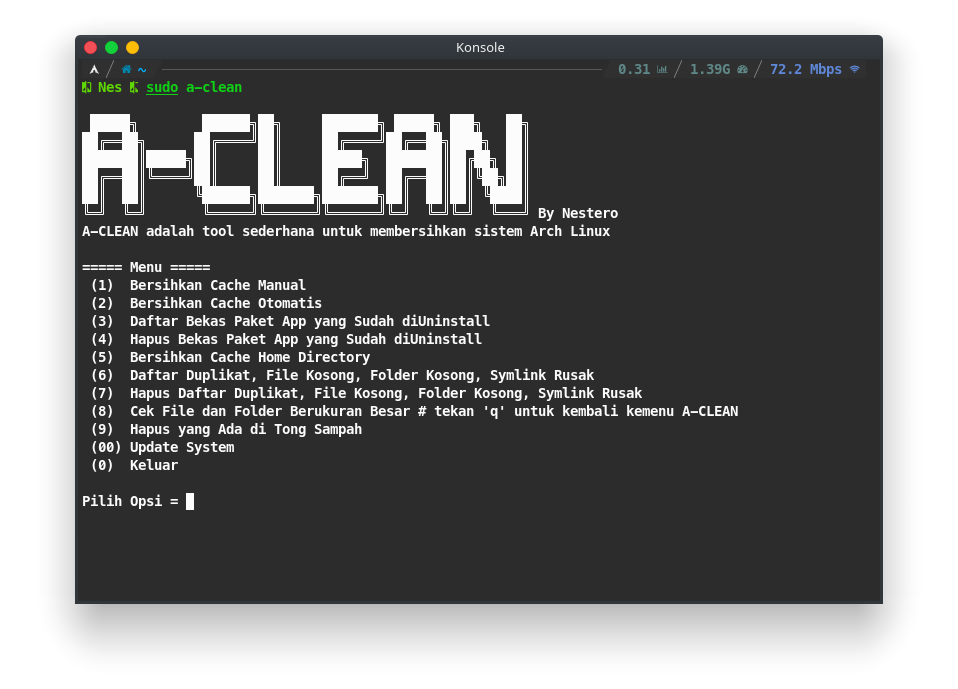 Konsole
~ 0.31 1.39G 72.2 Mbps
Nes sudo a-clean
A-CLEAN
By Nestero
A-CLEAN adalah tool sederhana untuk membersihkan sistem Arch Linux
===== Menu =====
(1) Bersihkan Cache Manual
(2) Bersihkan Cache Otomatis
(3) Daftar Bekas Paket App yang Sudah diUninstall
(4) Hapus Bekas Paket App yang Sudah diUninstall
(5) Bersihkan Cache Home Directory
(6) Daftar Duplikat, File Kosong, Folder Kosong, Symlink Rusak
(7) Hapus Daftar Duplikat, File Kosong, Folder Kosong, Symlink Rusak
(8) Cek File dan Folder Berukuran Besar # tekan 'q' untuk kembali kemenu A-CLEAN
(9) Hapus yang Ada di Tong Sampah
(00) Update System
(0) Keluar
Pilih Opsi =